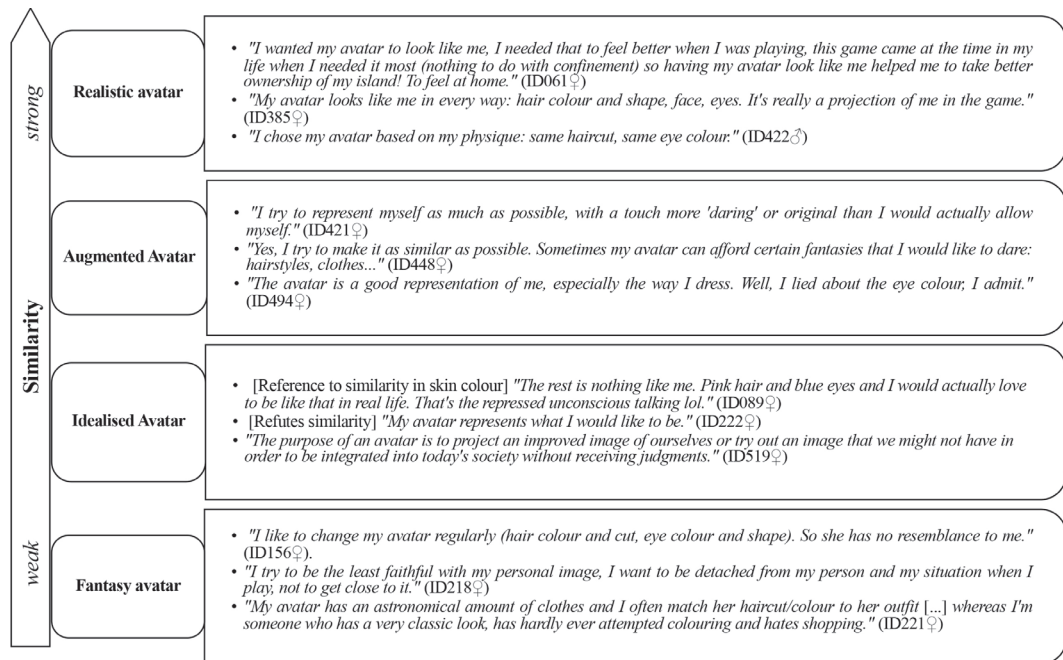 strong
Similarity
weak
Realistic avatar
• "I wanted my avatar to look like me, I needed that to feel better when I was playing, this game came at the time in my
life when I needed it most (nothing to do with confinement) so having my avatar look like me helped me to take better
ownership of my island! To feel at home." (ID061♀)
• "My avatar looks like me in every way: hair colour and shape, face, eyes. It's really a projection of me in the game."
(ID385♀)
• "I chose my avatar based on my physique: same haircut, same eye colour." (ID422♂)
Augmented Avatar
• "I try to represent myself as much as possible, with a touch more 'daring' or original than I would actually allow
myself." (ID421♀)
• "Yes, I try to make it as similar as possible. Sometimes my avatar can afford certain fantasies that I would like to dare:
hairstyles, clothes..." (ID448♀)
• "The avatar is a good representation of me, especially the way I dress. Well, I lied about the eye colour, I admit."
(ID494♀)
Idealised Avatar
• [Reference to similarity in skin colour] "The rest is nothing like me. Pink hair and blue eyes and I would actually love
to be like that in real life. That's the repressed unconscious talking lol." (ID089♀)
• [Refutes similarity] "My avatar represents what I would like to be." (ID222♀)
• "The purpose of an avatar is to project an improved image of ourselves or try out an image that we might not have in
order to be integrated into today's society without receiving judgments." (ID519♀)
Fantasy avatar
• "I like to change my avatar regularly (hair colour and cut, eye colour and shape). So she has no resemblance to me."
(ID156♀).
• "I try to be the least faithful with my personal image, I want to be detached from my person and my situation when I
play, not to get close to it." (ID218♀)
• "My avatar has an astronomical amount of clothes and I often match her haircut/colour to her outfit [...] whereas I'm
someone who has a very classic look, has hardly ever attempted colouring and hates shopping." (ID221♀)